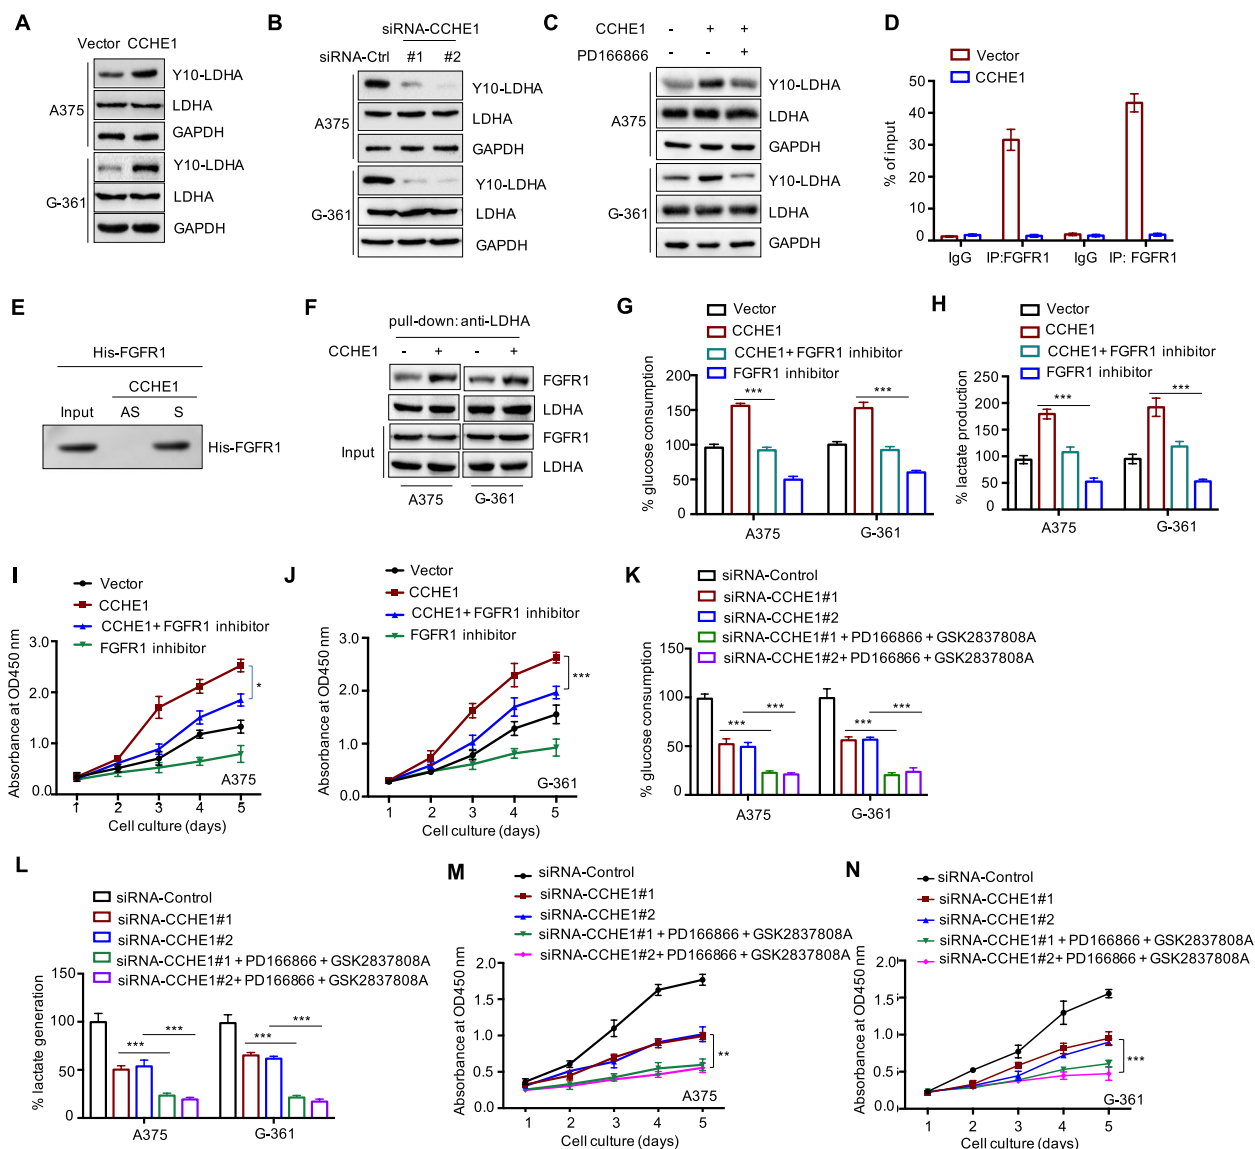 A
Vector CCHE1
Y10-LDHA
LDHA
GAPDH
A375
Y10-LDHA
LDHA
GAPDH
G-361
B
siRNA-CCHE1
siRNA-Ctrl #1 #2
Y10-LDHA
LDHA
GAPDH
A375
Y10-LDHA
LDHA
GAPDH
G-361
C
CCHE1 - + +
PD166866 - - +
Y10-LDHA
LDHA
GAPDH
A375
Y10-LDHA
LDHA
GAPDH
G-361
D
Vector
CCHE1
% of input
50
40
30
20
10
0
IgG IP:FGFR1 IgG IP: FGFR1
E
His-FGFR1
CCHE1
Input AS S
His-FGFR1
F
pull-down: anti-LDHA
CCHE1 - + - +
FGFR1
LDHA
Input
FGFR1
LDHA
A375 G-361
G
Vector
CCHE1
CCHE1+FGFR1 inhibitor
FGFR1 inhibitor
% glucose consumption
200
150
100
50
0
*** ***
A375 G-361
H
Vector
CCHE1
CCHE1+FGFR1 inhibitor
FGFR1 inhibitor
% lactate production
250
200
150
100
50
0
*** ***
A375 G-361
I
Vector
CCHE1
CCHE1+FGFR1 inhibitor
FGFR1 inhibitor
Absorbance at OD450 nm
3.0
2.0
1.0
0.0
*
A375
1 2 3 4 5
Cell culture (days)
J
Vector
CCHE1
CCHE1+FGFR1 inhibitor
FGFR1 inhibitor
Absorbance at OD450 nm
3.0
2.0
1.0
0.0
***
G-361
1 2 3 4 5
Cell culture (days)
K
siRNA-Control
siRNA-CCHE1#1
siRNA-CCHE1#2
siRNA-CCHE1#1+PD166866+GSK2837808A
siRNA-CCHE1#2+PD166866+GSK2837808A
% glucose consumption
100
50
0
*** *** *** ***
A375 G-361
L
siRNA-Control
siRNA-CCHE1#1
siRNA-CCHE1#2
siRNA-CCHE1#1+PD166866+GSK2837808A
siRNA-CCHE1#2+PD166866+GSK2837808A
% lactate generation
150
100
50
0
*** *** *** ***
A375 G-361
M
siRNA-Control
siRNA-CCHE1#1
siRNA-CCHE1#2
siRNA-CCHE1#1+PD166866+GSK2837808A
siRNA-CCHE1#2+PD166866+GSK2837808A
Absorbance at OD450 nm
2.0
1.5
1.0
0.5
0.0
**
A375
1 2 3 4 5
Cell culture (days)
N
siRNA-Control
siRNA-CCHE1#1
siRNA-CCHE1#2
siRNA-CCHE1#1+PD166866+GSK2837808A
siRNA-CCHE1#2+PD166866+GSK2837808A
Absorbance at OD450 nm
2.0
1.5
1.0
0.5
0.0
***
G-361
1 2 3 4 5
Cell culture (days)